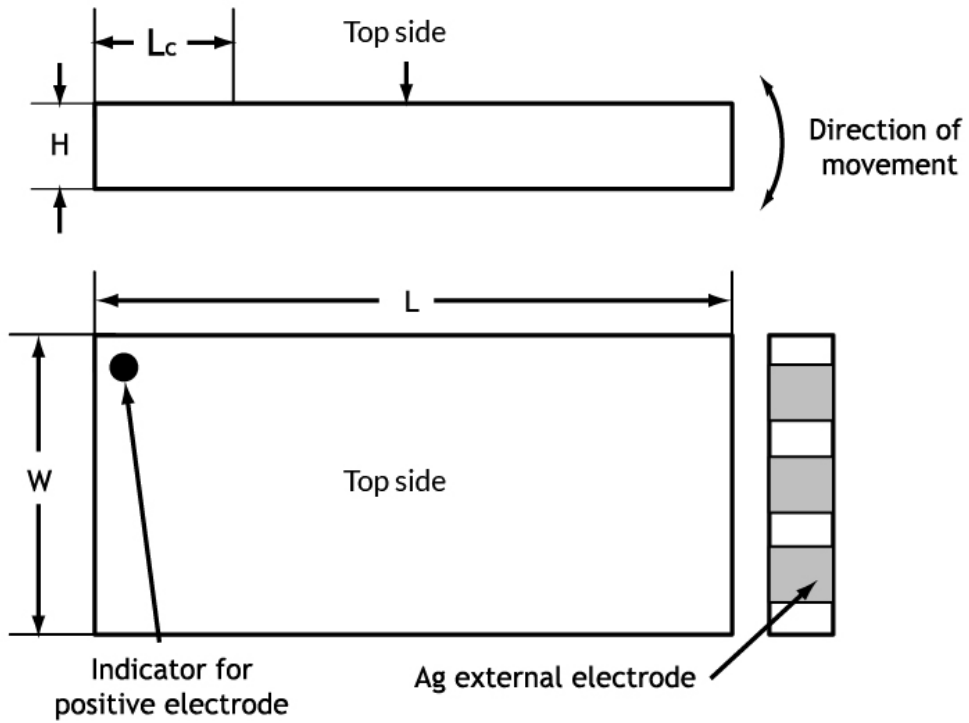 Lc
Top side
H
Direction of
movement
L
W
Top side
Indicator for
positive electrode
Ag external electrode